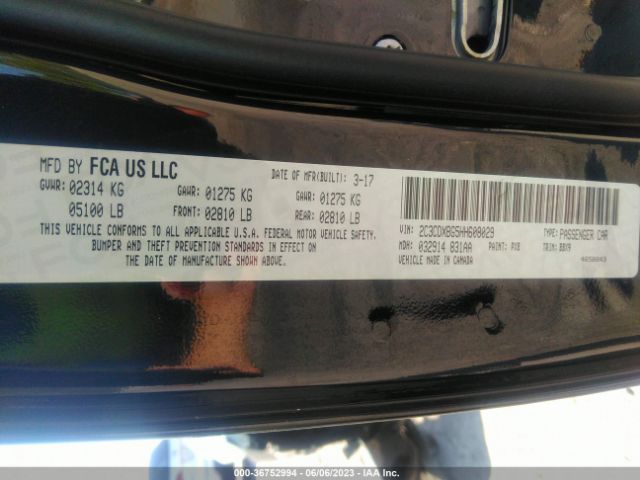 MFD BY FCA US LLC
DATE OF MFR(BUILT): 3-17
GVWR: 02314 KG GAWR: 01275 KG GAWR: 01275 KG
05100 LB FRONT: 02810 LB REAR: 02810 LB
THIS VEHICLE CONFORMS TO ALL APPLICABLE U.S.A. FEDERAL MOTOR VEHICLE SAFETY,
BUMPER AND THEFT PREVENTION STANDARDS IN EFFECT ON
THE DATE OF MANUFACTURE SHOWN ABOVE.
VIN: 2C3CDXBG5HH608029 TYPE: PASSENGER CAR
MDH: 032914 831AA PAINT: PX8 TRIM: BBX9
VEHICLE MADE IN CANADA
000-36752994 - 06/06/2023 - IAA Inc.